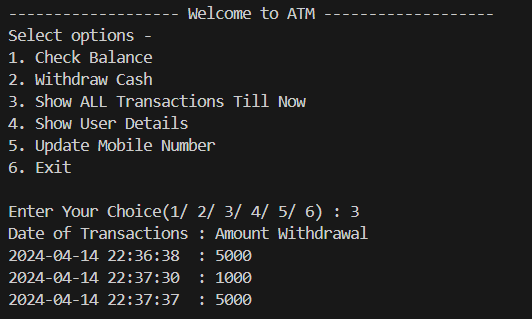 ------------------- Welcome to ATM -------------------
Select options -
1. Check Balance
2. Withdraw Cash
3. Show ALL Transactions Till Now
4. Show User Details
5. Update Mobile Number
6. Exit
Enter Your Choice(1/ 2/ 3/ 4/ 5/ 6) : 3
Date of Transactions : Amount Withdrawal
2024-04-14 22:36:38  : 5000
2024-04-14 22:37:30  : 1000
2024-04-14 22:37:37  : 5000